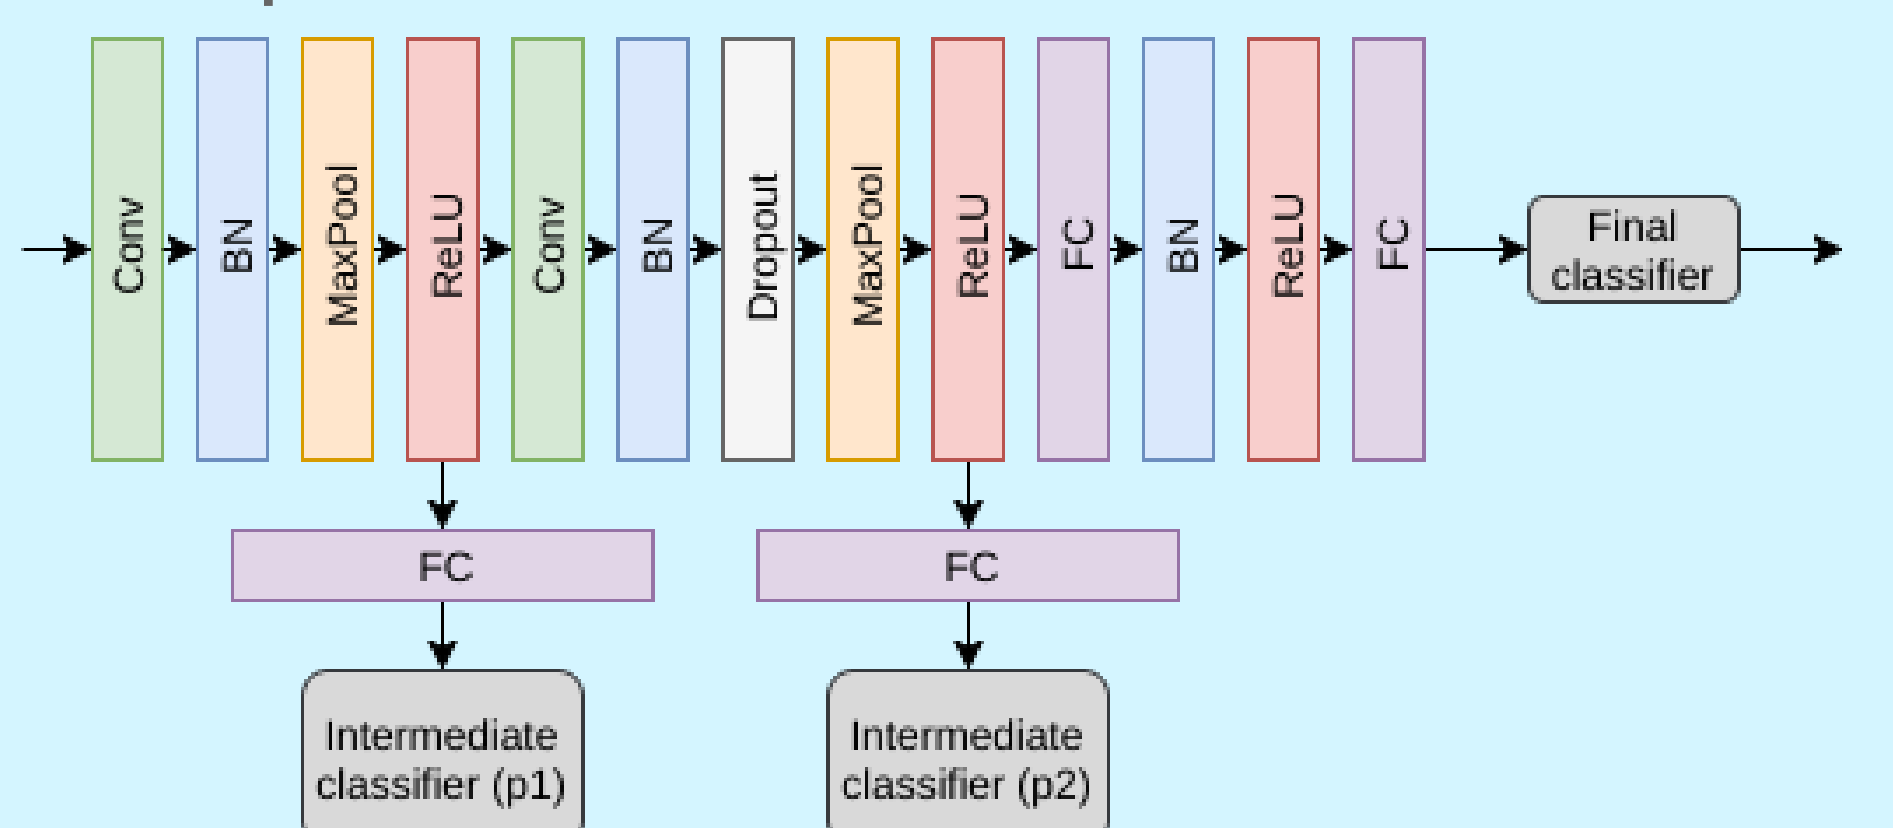 Conv
BN
MaxPool
ReLU
Conv
BN
Dropout
MaxPool
ReLU
FC
BN
ReLU
FC
Final
classifier
FC
FC
Intermediate
classifier (p1)
Intermediate
classifier (p2)